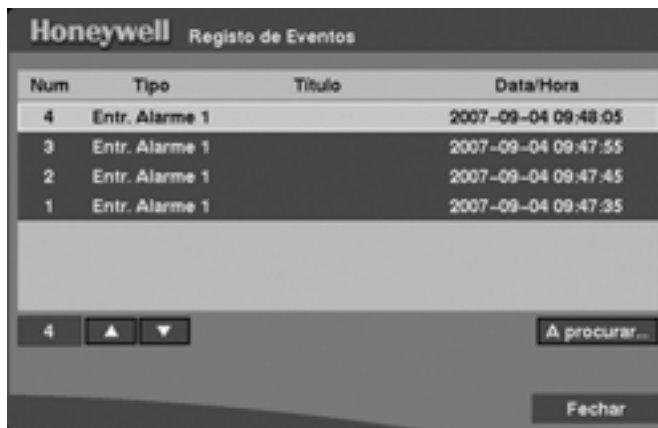 Honeywell Registo de Eventos
Num Tipo Título Data/Hora
4 Entr. Alarme 1 2007-09-04 09:48:05
3 Entr. Alarme 1 2007-09-04 09:47:55
2 Entr. Alarme 1 2007-09-04 09:47:45
1 Entr. Alarme 1 2007-09-04 09:47:35
4 A procurar...
Fechar